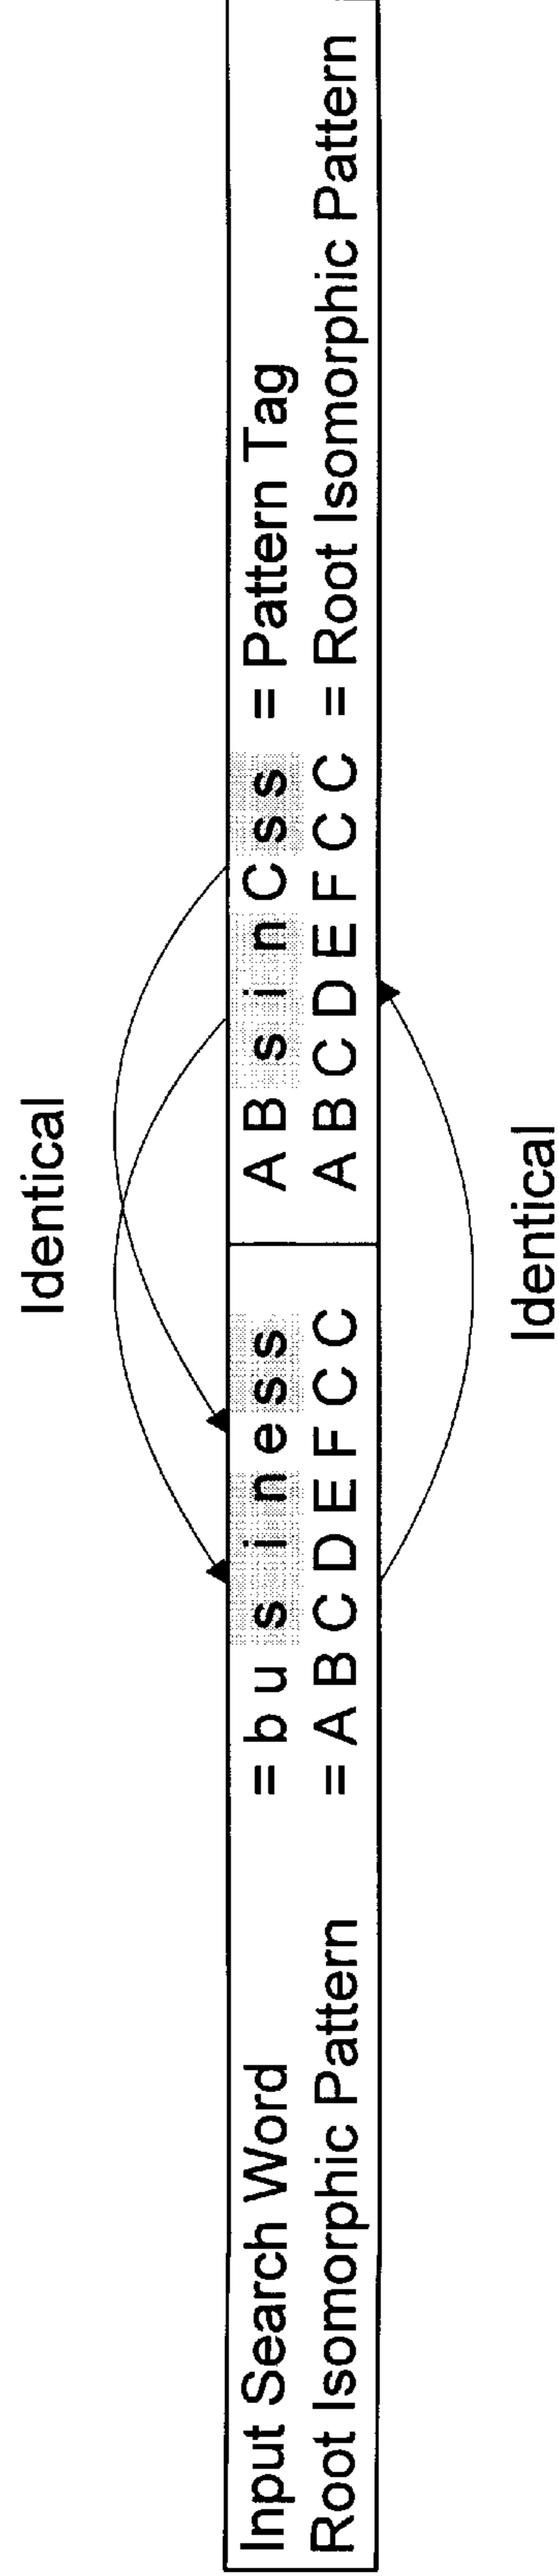 Identical
Input Search Word = b u s i n e s s A B s i n C s s = Pattern Tag
Root Isomorphic Pattern = A B C D E F C C A B C D E F C C = Root Isomorphic Pattern
Identical